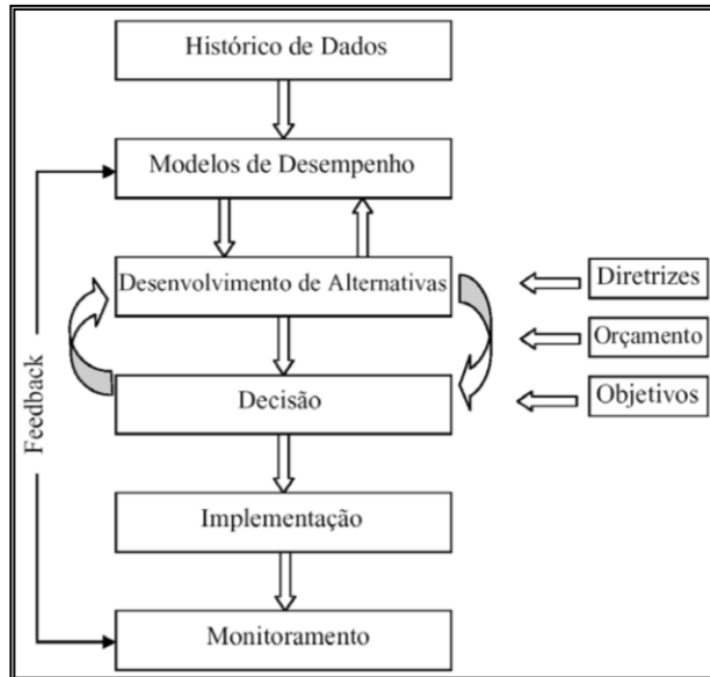 Histórico de Dados
Modelos de Desempenho
Desenvolvimento de Alternativas
Diretrizes
Orçamento
Objetivos
Decisão
Implementação
Monitoramento
Feedback